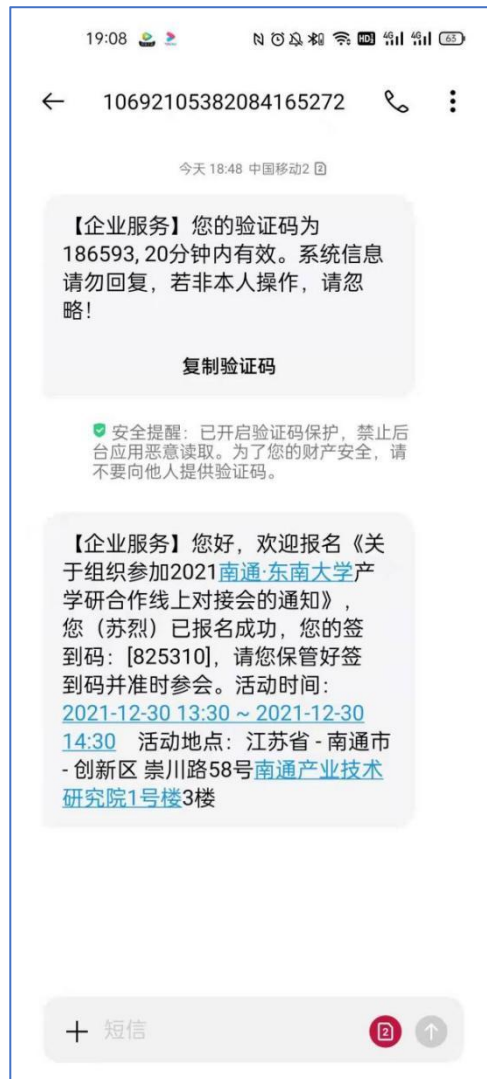 19:08
HD
4G
4G
63
10692105382084165272
今天 18:48 中国移动2 2
【企业服务】您的验证码为
186593, 20分钟内有效。系统信息
请勿回复，若非本人操作，请忽
略！
复制验证码
安全提醒：已开启验证码保护，禁止后
台应用恶意读取。为了您的财产安全，请
不要向他人提供验证码。
【企业服务】您好，欢迎报名《关
于组织参加2021南通·东南大学产
学研合作线上对接会的通知》，
您（苏烈）已报名成功，您的签
到码：[825310]，请您保管好签
到码并准时参会。活动时间：
2021-12-30 13:30 ~ 2021-12-30
14:30 活动地点：江苏省 - 南通市
- 创新区 崇川路58号南通产业技术
研究院1号楼3楼
短信
2